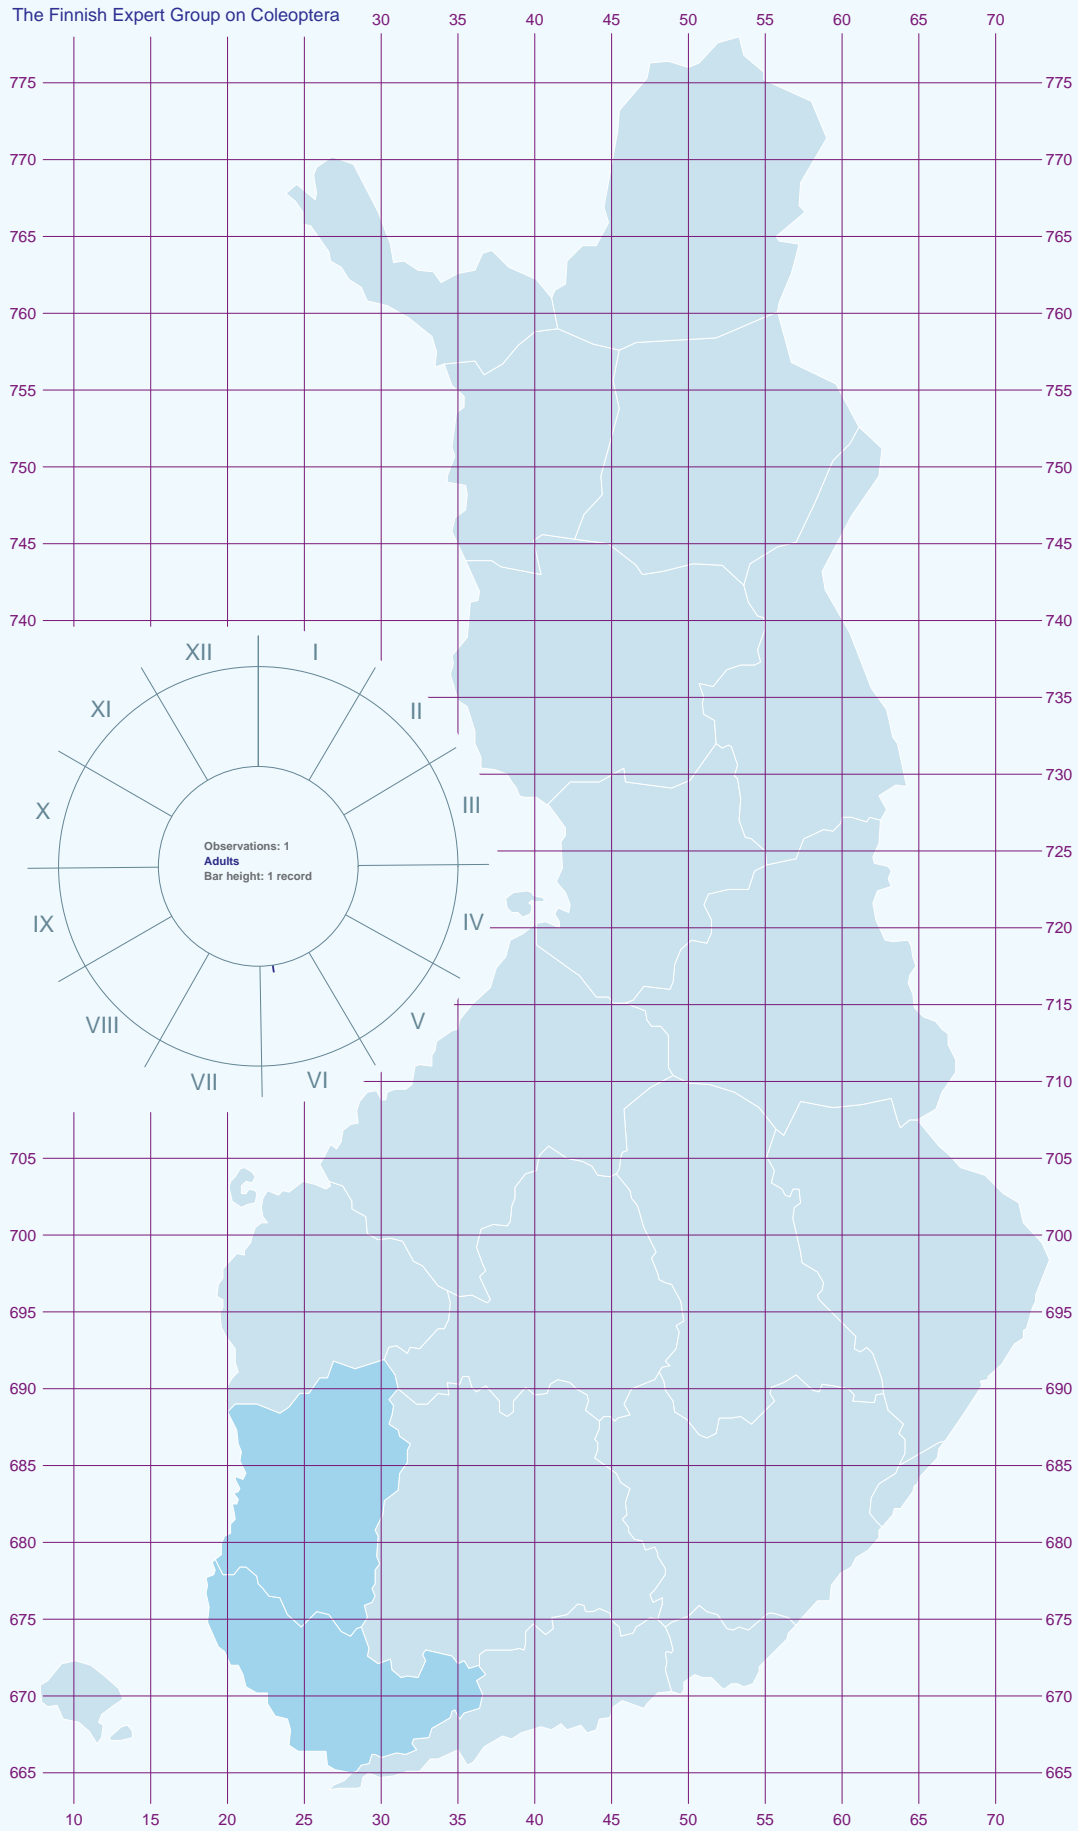 The Finnish Expert Group on Coleoptera 30 35 40 45 50 55 60 65 70
775 775
770 770
765 765
760 760
755 755
750 750
745 745
740 740
XII I
XI II
735
730
X III
Observations: 1
Adults
Bar height: 1 record
725
IX IV
720
715
VIII V
VII VI
710
705 705
700 700
695 695
690 690
685 685
680 680
675 675
670 670
665 665
10 15 20 25 30 35 40 45 50 55 60 65 70